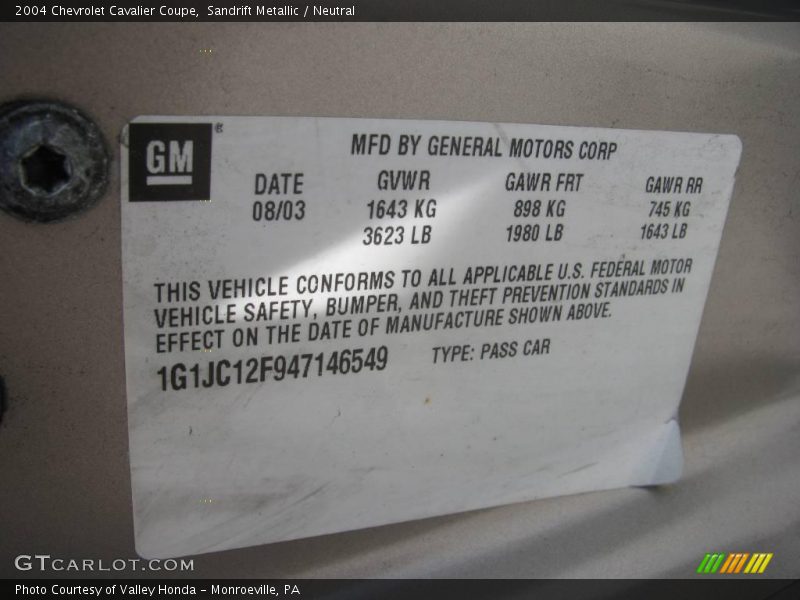 2004 Chevrolet Cavalier Coupe, Sandrift Metallic / Neutral
GM ®
MFD BY GENERAL MOTORS CORP
DATE GVWR GAWR FRT GAWR RR
08/03 1643 KG 898 KG 745 KG
3623 LB 1980 LB 1643 LB
THIS VEHICLE CONFORMS TO ALL APPLICABLE U.S. FEDERAL MOTOR
VEHICLE SAFETY, BUMPER, AND THEFT PREVENTION STANDARDS IN
EFFECT ON THE DATE OF MANUFACTURE SHOWN ABOVE.
1G1JC12F947146549 TYPE: PASS CAR
GTCARLOT.COM
Photo Courtesy of Valley Honda - Monroeville, PA